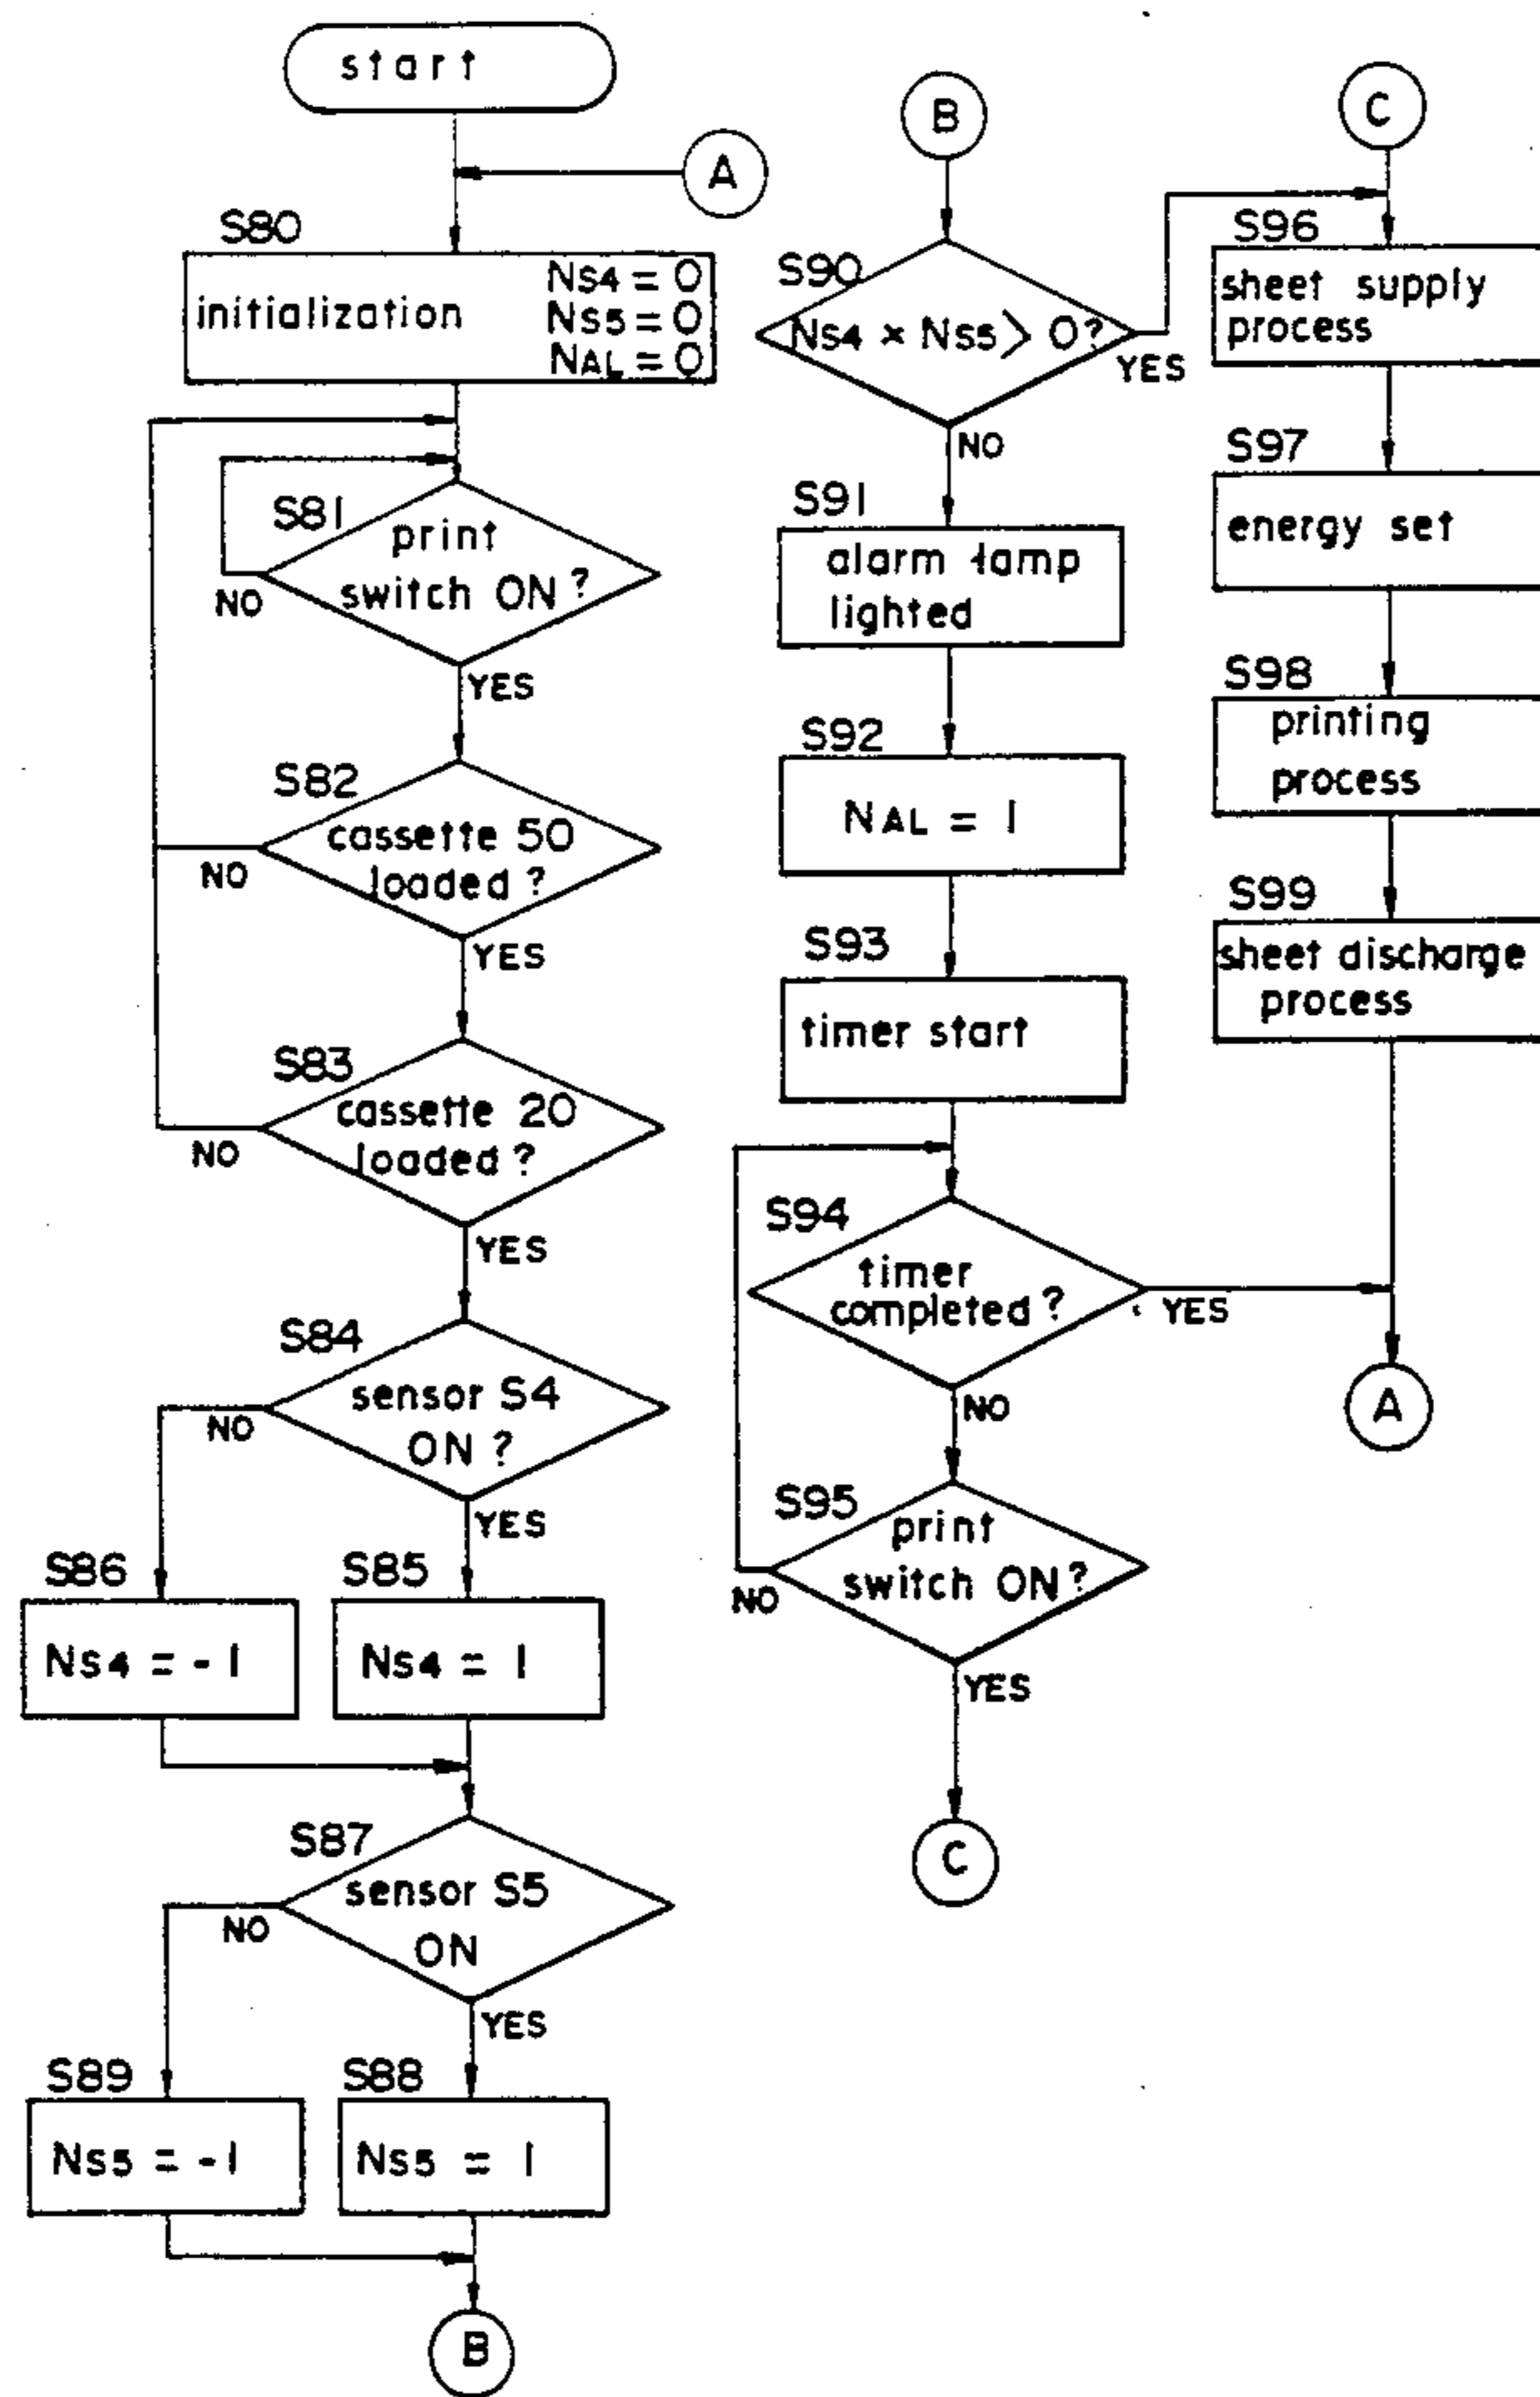 start
A
S80
initialization
NS4 = 0
NS5 = 0
NAL = 0
S81
print
switch ON?
NO
YES
S82
cassette 50
loaded?
NO
YES
S83
cassette 20
loaded?
NO
YES
S84
sensor S4
ON?
NO
YES
S86
NS4 = -1
S85
NS4 = 1
S87
sensor S5
ON
NO
YES
S89
NS5 = -1
S88
NS5 = 1
B
B
S90
NS4 × NS5 > 0?
YES
NO
S91
alarm lamp
lighted
S92
NAL = 1
S93
timer start
S94
timer
completed?
YES
NO
S95
print
switch ON?
NO
YES
C
C
S96
sheet supply
process
S97
energy set
S98
printing
process
S99
sheet discharge
process
A